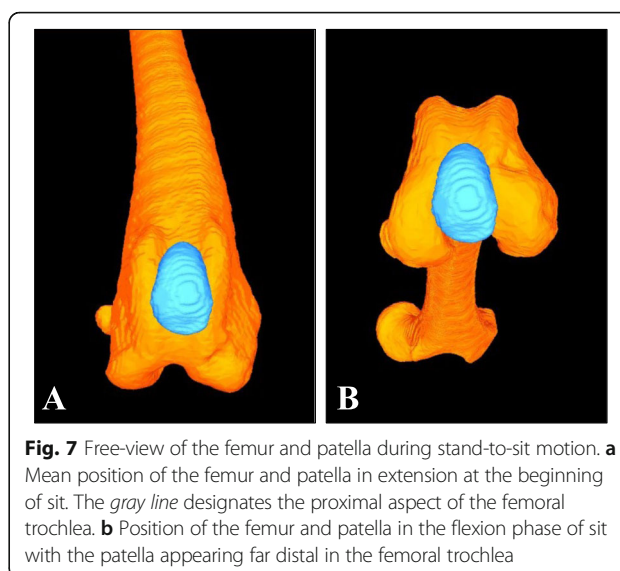 A
B
Fig. 7 Free-view of the femur and patella during stand-to-sit motion. a
Mean position of the femur and patella in extension at the beginning
of sit. The gray line designates the proximal aspect of the femoral
trochlea. b Position of the femur and patella in the flexion phase of sit
with the patella appearing far distal in the femoral trochlea